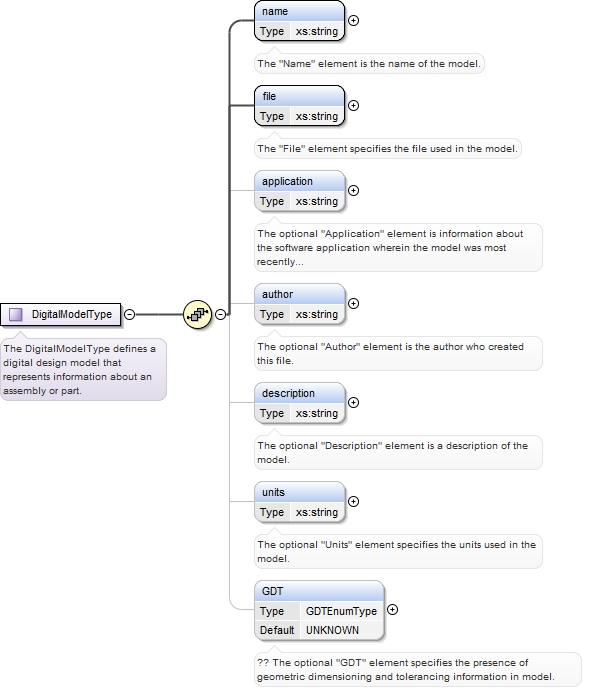 name
Type xs:string
The "Name" element is the name of the model.
file
Type xs:string
The "File" element specifies the file used in the model.
application
Type xs:string
The optional "Application" element is information about
the software application wherein the model was most
recently...
author
Type xs:string
The optional "Author" element is the author who created
this file.
DigitalModelType
The DigitalModelType defines a
digital design model that
represents information about an
assembly or part.
description
Type xs:string
The optional "Description" element is a description of the
model.
units
Type xs:string
The optional "Units" element specifies the units used in the
model.
GDT
Type GDTEnumType
Default UNKNOWN
?? The optional "GDT" element specifies the presence of
geometric dimensioning and tolerancing information in model.